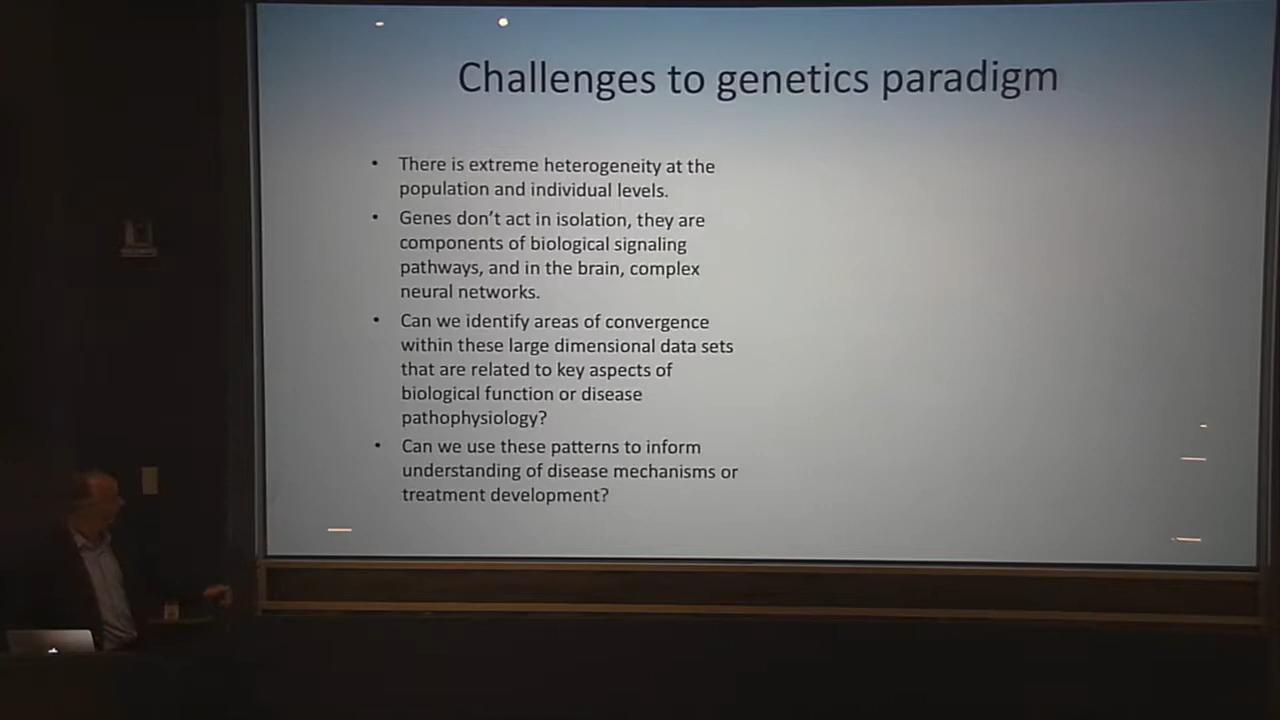 Challenges to genetics paradigm
• There is extreme heterogeneity at the
population and individual levels.
• Genes don't act in isolation, they are
components of biological signaling
pathways, and in the brain, complex
neural networks.
• Can we identify areas of convergence
within these large dimensional data sets
that are related to key aspects of
biological function or disease
pathophysiology?
• Can we use these patterns to inform
understanding of disease mechanisms or
treatment development?